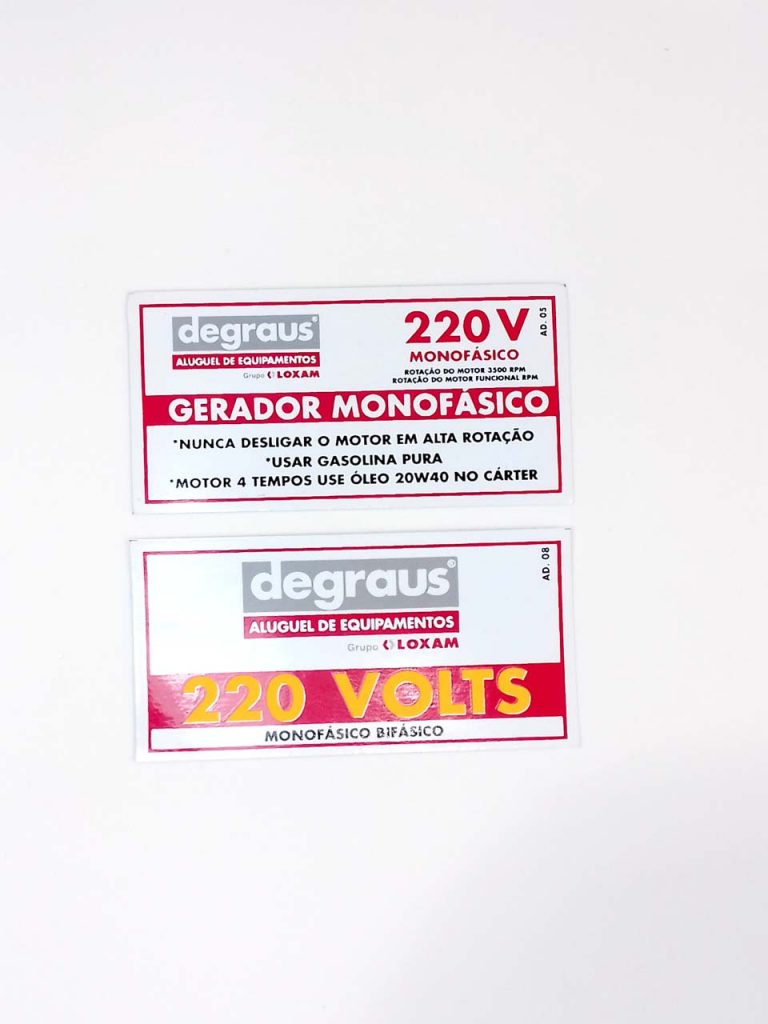 degraus®
ALUGUEL DE EQUIPAMENTOS
Grupo LOXAM
220 V
MONOFÁSICO
ROTAÇÃO DO MOTOR 3500 RPM
ROTAÇÃO DO MOTOR FUNCIONAL RPM
AD. 05
GERADOR MONOFÁSICO
*NUNCA DESLIGAR O MOTOR EM ALTA ROTAÇÃO
*USAR GASOLINA PURA
*MOTOR 4 TEMPOS USE ÓLEO 20W40 NO CÁRTER
degraus®
ALUGUEL DE EQUIPAMENTOS
Grupo LOXAM
AD. 08
220 VOLTS
MONOFÁSICO BIFÁSICO